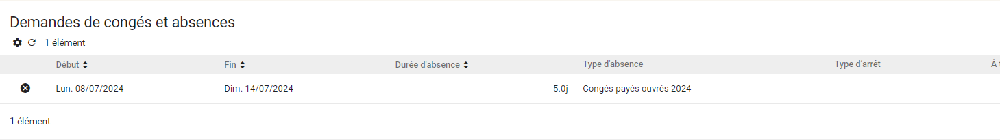 Demandes de congés et absences
1 élément
Début Fin Durée d'absence Type d'absence Type d'arrêt À t
Lun. 08/07/2024 Dim. 14/07/2024 5.0j Congés payés ouvrés 2024
1 élément